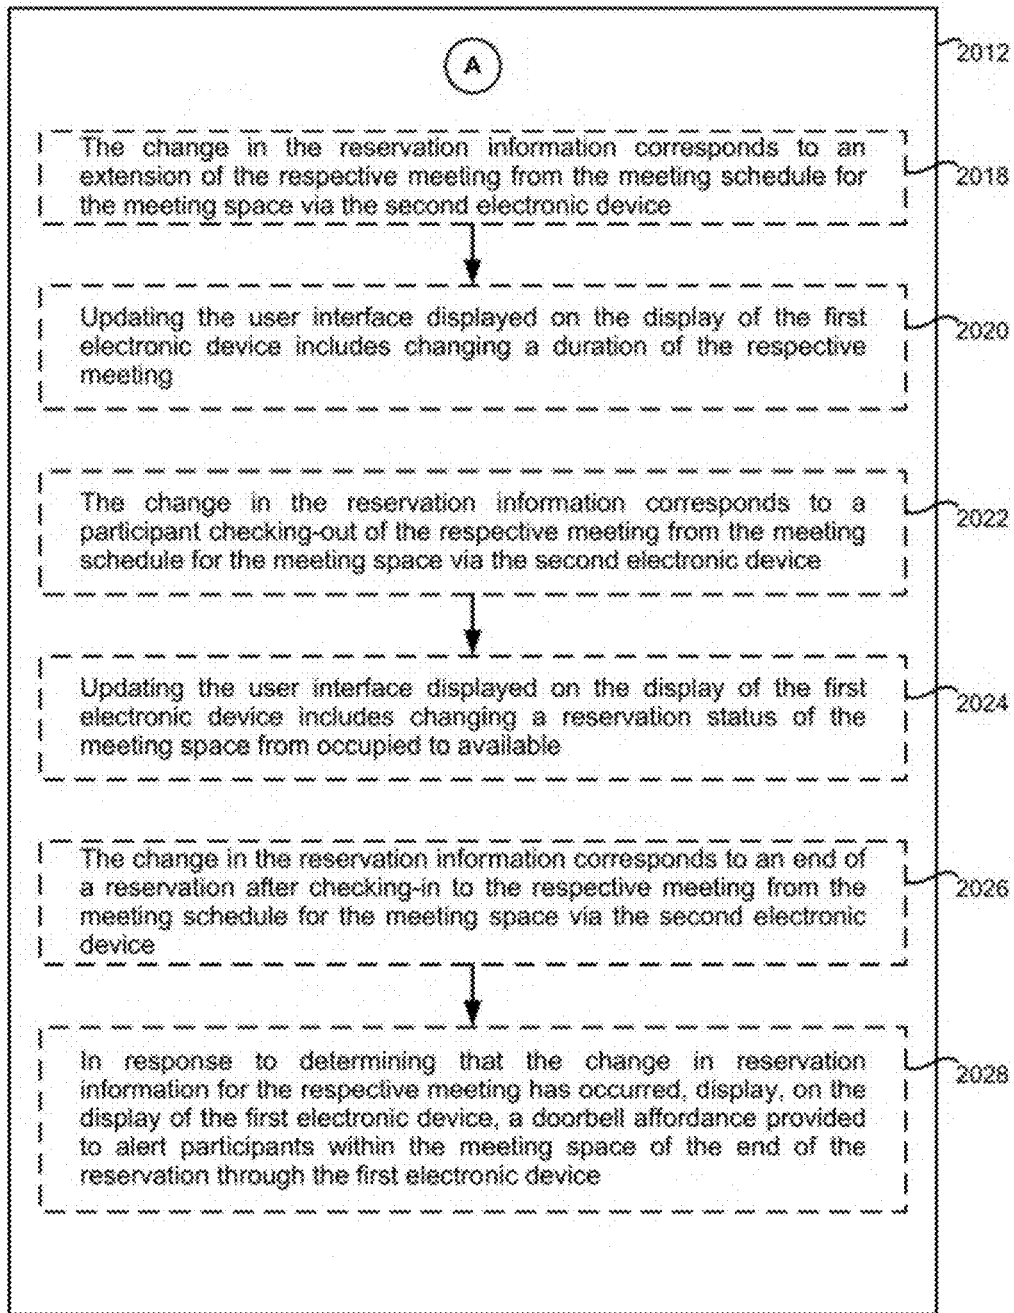 A
2012
The change in the reservation information corresponds to an
extension of the respective meeting from the meeting schedule for
the meeting space via the second electronic device
2018
Updating the user interface displayed on the display of the first
electronic device includes changing a duration of the respective
meeting
2020
The change in the reservation information corresponds to a
participant checking-out of the respective meeting from the meeting
schedule for the meeting space via the second electronic device
2022
Updating the user interface displayed on the display of the first
electronic device includes changing a reservation status of the
meeting space from occupied to available
2024
The change in the reservation information corresponds to an end of
a reservation after checking-in to the respective meeting from the
meeting schedule for the meeting space via the second electronic
device
2026
In response to determining that the change in reservation
information for the respective meeting has occurred, display, on the
display of the first electronic device, a doorbell affordance provided
to alert participants within the meeting space of the end of the
reservation through the first electronic device
2028